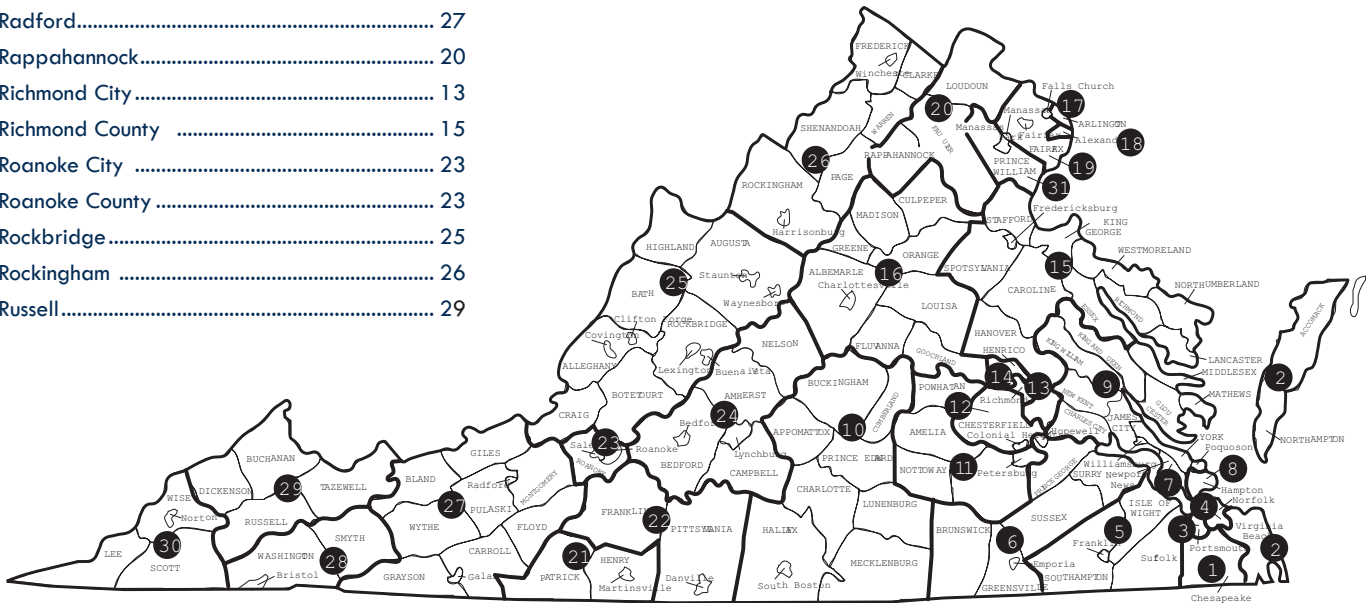 Radford.......... 27
Rappahannock.......... 20
Richmond City.......... 13
Richmond County .......... 15
Roanoke City .......... 23
Roanoke County.......... 23
Rockbridge.......... 25
Rockingham .......... 26
Russell.......... 29
FREDERICK
Winchester
CLARKE
LOUDOUN
Falls Church
17
20
Manassas
ARLINGTON
SHENANDOAH
WARREN
FAUQUIER
Manassas
Park
Fairfax
Alexandria
18
FAIRFAX
26
RAPPAHANNOCK
PRINCE
WILLIAM
19
PAGE
31
ROCKINGHAM
CULPEPER
MADISON
Fredericksburg
STAFFORD
KING
GEORGE
Harrisonburg
HIGHLAND
AUGUSTA
GREENE
ORANGE
WESTMORELAND
15
SPOTSYLVANIA
ALBEMARLE
16
Charlottesville
25
Staunton
BATH
CAROLINE
NORTHUMBERLAND
Waynesboro
LOUISA
ESSEX
RICHMOND
ACCOMACK
Clifton Forge
ROCKBRIDGE
Covington
HANOVER
NELSON
FLUVANNA
GOOCHLAND
HENRICO
KING WILLIAM
KING AND QUEEN
LANCASTER
ALLEGHANY
Lexington
Buena Vista
MIDDLESEX
14
13
9
2
BUCKINGHAM
POWHATAN
BOTETOURT
AMHERST
CUMBERLAND
12
Richmond
NEW KENT
MATHEWS
CRAIG
24
CHARLES CITY
JAMES
CITY
GLOUCESTER
Bedford
APPOMATTOX
10
AMELIA
CHESTERFIELD
Colonial Heights
Hopewell
YORK
NORTHAMPTON
Salem
23
Roanoke
Lynchburg
Poquoson
GILES
BUCHANAN
ROANOKE
BEDFORD
PRINCE EDWARD
NOTTOWAY
11
Petersburg
PRINCE GEORGE
Williamsburg
8
CAMPBELL
SURRY
Newport
News
7
BLAND
Radford
MONTGOMERY
DICKENSON
29
TAZEWELL
CHARLOTTE
Hampton
WISE
27
PULASKI
LUNENBURG
ISLE OF
WIGHT
4
Norfolk
Norton
RUSSELL
WYTHE
FLOYD
FRANKLIN
22
PITTSYLVANIA
HALIFAX
BRUNSWICK
SUSSEX
5
3
Virginia
Beach
SMYTH
6
LEE
30
WASHINGTON
28
CARROLL
21
HENRY
Franklin
Portsmouth
2
SCOTT
MECKLENBURG
Emporia
Suffolk
1
Bristol
GRAYSON
Galax
PATRICK
Martinsville
Danville
South Boston
GREENSVILLE
SOUTHAMPTON
Chesapeake